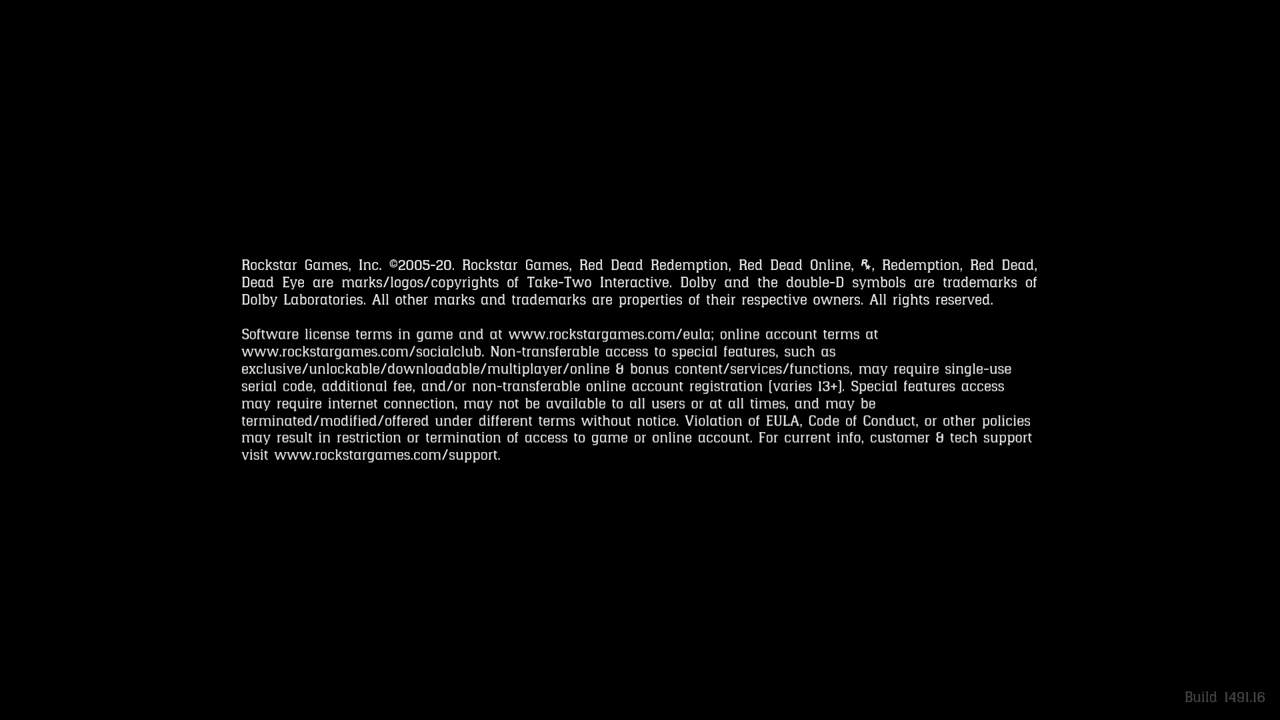 Rockstar Games, Inc. ©2005-20. Rockstar Games, Red Dead Redemption, Red Dead Online, R★, Redemption, Red Dead,
Dead Eye are marks/logos/copyrights of Take-Two Interactive. Dolby and the double-D symbols are trademarks of
Dolby Laboratories. All other marks and trademarks are properties of their respective owners. All rights reserved.
Software license terms in game and at www.rockstargames.com/eula; online account terms at
www.rockstargames.com/socialclub. Non-transferable access to special features, such as
exclusive/unlockable/downloadable/multiplayer/online & bonus content/services/functions, may require single-use
serial code, additional fee, and/or non-transferable online account registration (varies 13+). Special features access
may require internet connection, may not be available to all users or at all times, and may be
terminated/modified/offered under different terms without notice. Violation of EULA, Code of Conduct, or other policies
may result in restriction or termination of access to game or online account. For current info, customer & tech support
visit www.rockstargames.com/support.
Build 1491.16